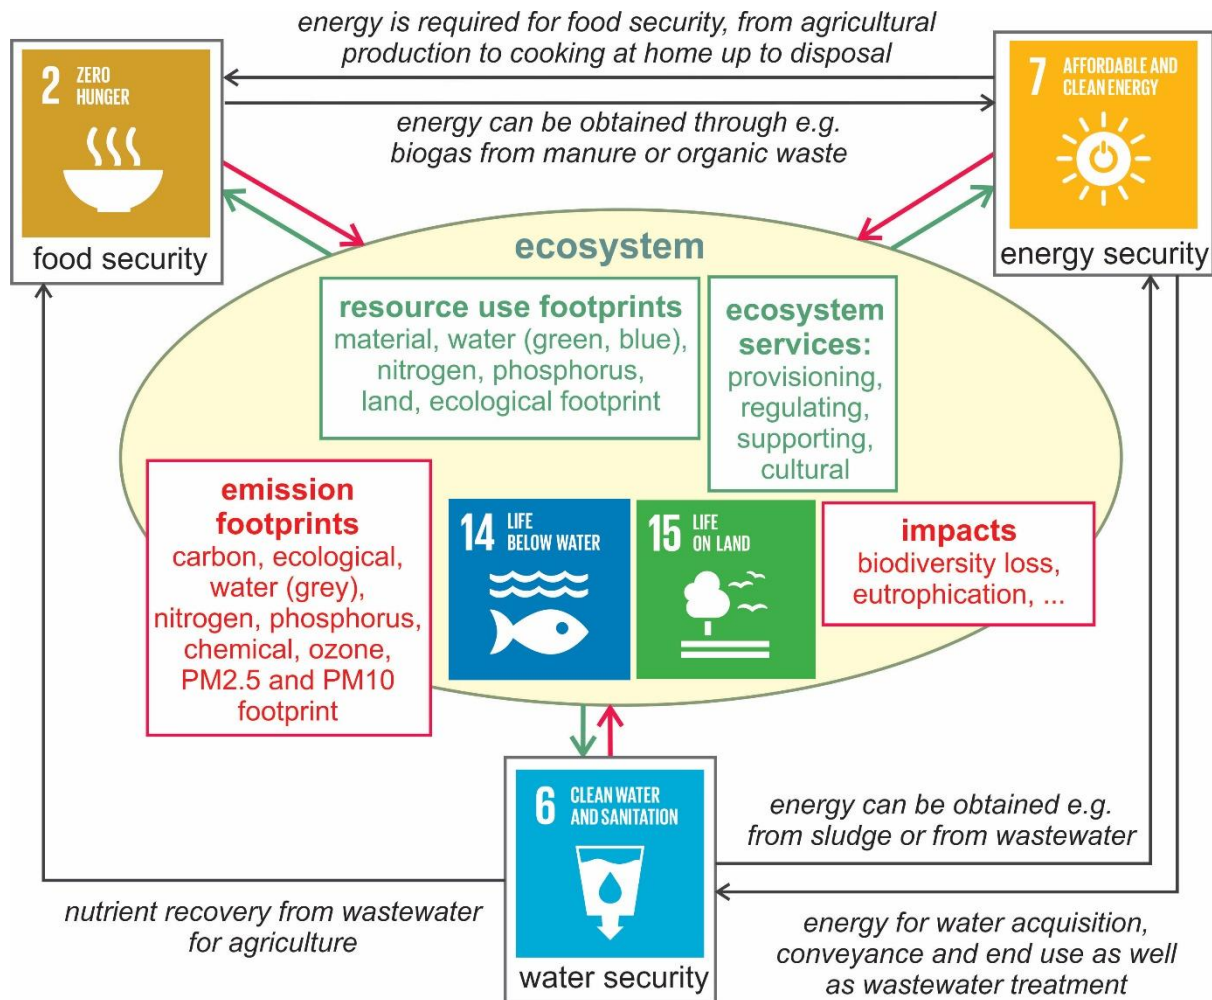 energy is required for food security, from agricultural
production to cooking at home up to disposal
2 ZERO
HUNGER
food security
7 AFFORDABLE AND
CLEAN ENERGY
energy security
energy can be obtained through e.g.
biogas from manure or organic waste
ecosystem
resource use footprints
material, water (green, blue),
nitrogen, phosphorus,
land, ecological footprint
ecosystem
services:
provisioning,
regulating,
supporting,
cultural
emission
footprints
carbon, ecological,
water (grey),
nitrogen, phosphorus,
chemical, ozone,
PM2.5 and PM10
footprint
14 LIFE
BELOW WATER
15 LIFE
ON LAND
impacts
biodiversity loss,
eutrophication, ...
6 CLEAN WATER
AND SANITATION
water security
energy can be obtained e.g.
from sludge or from wastewater
nutrient recovery from wastewater
for agriculture
energy for water acquisition,
conveyance and end use as well
as wastewater treatment